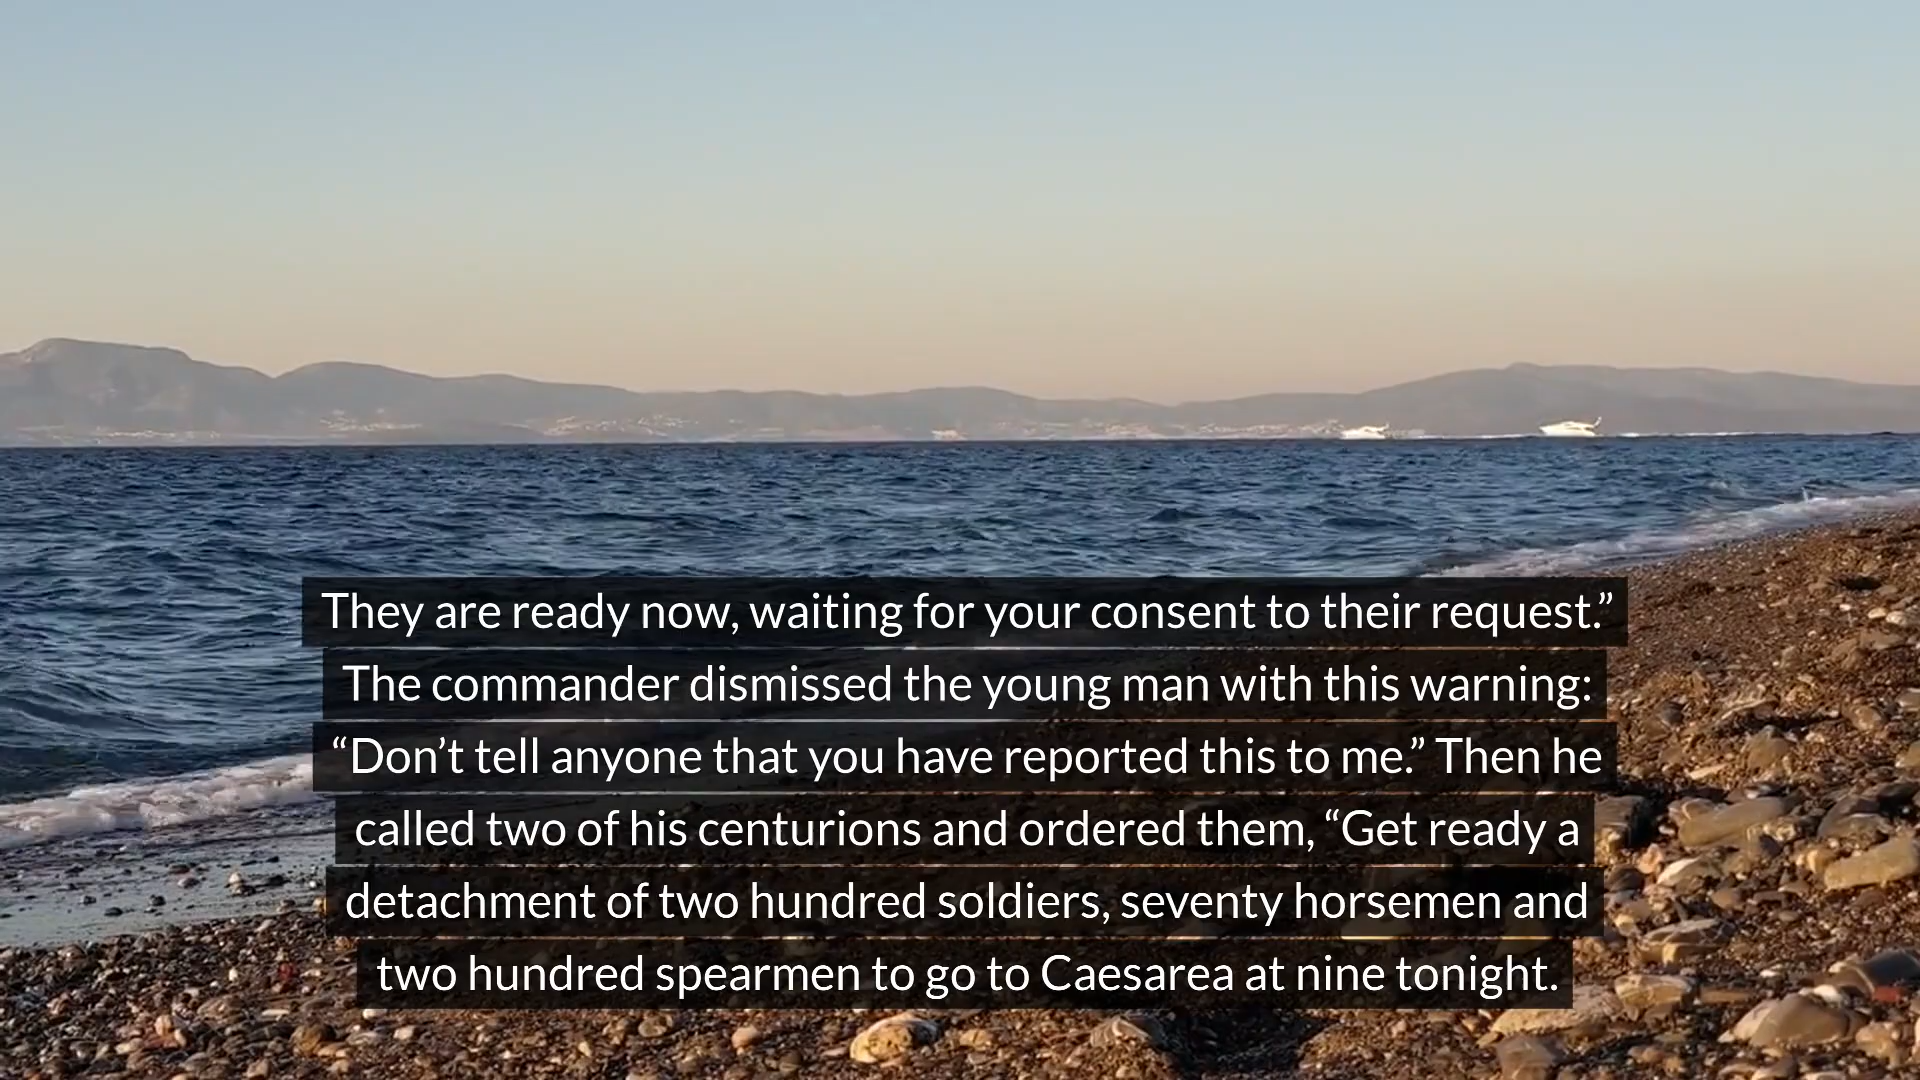 They are ready now, waiting for your consent to their request.”
The commander dismissed the young man with this warning:
“Don’t tell anyone that you have reported this to me.” Then he
called two of his centurions and ordered them, “Get ready a
detachment of two hundred soldiers, seventy horsemen and
two hundred spearmen to go to Caesarea at nine tonight.